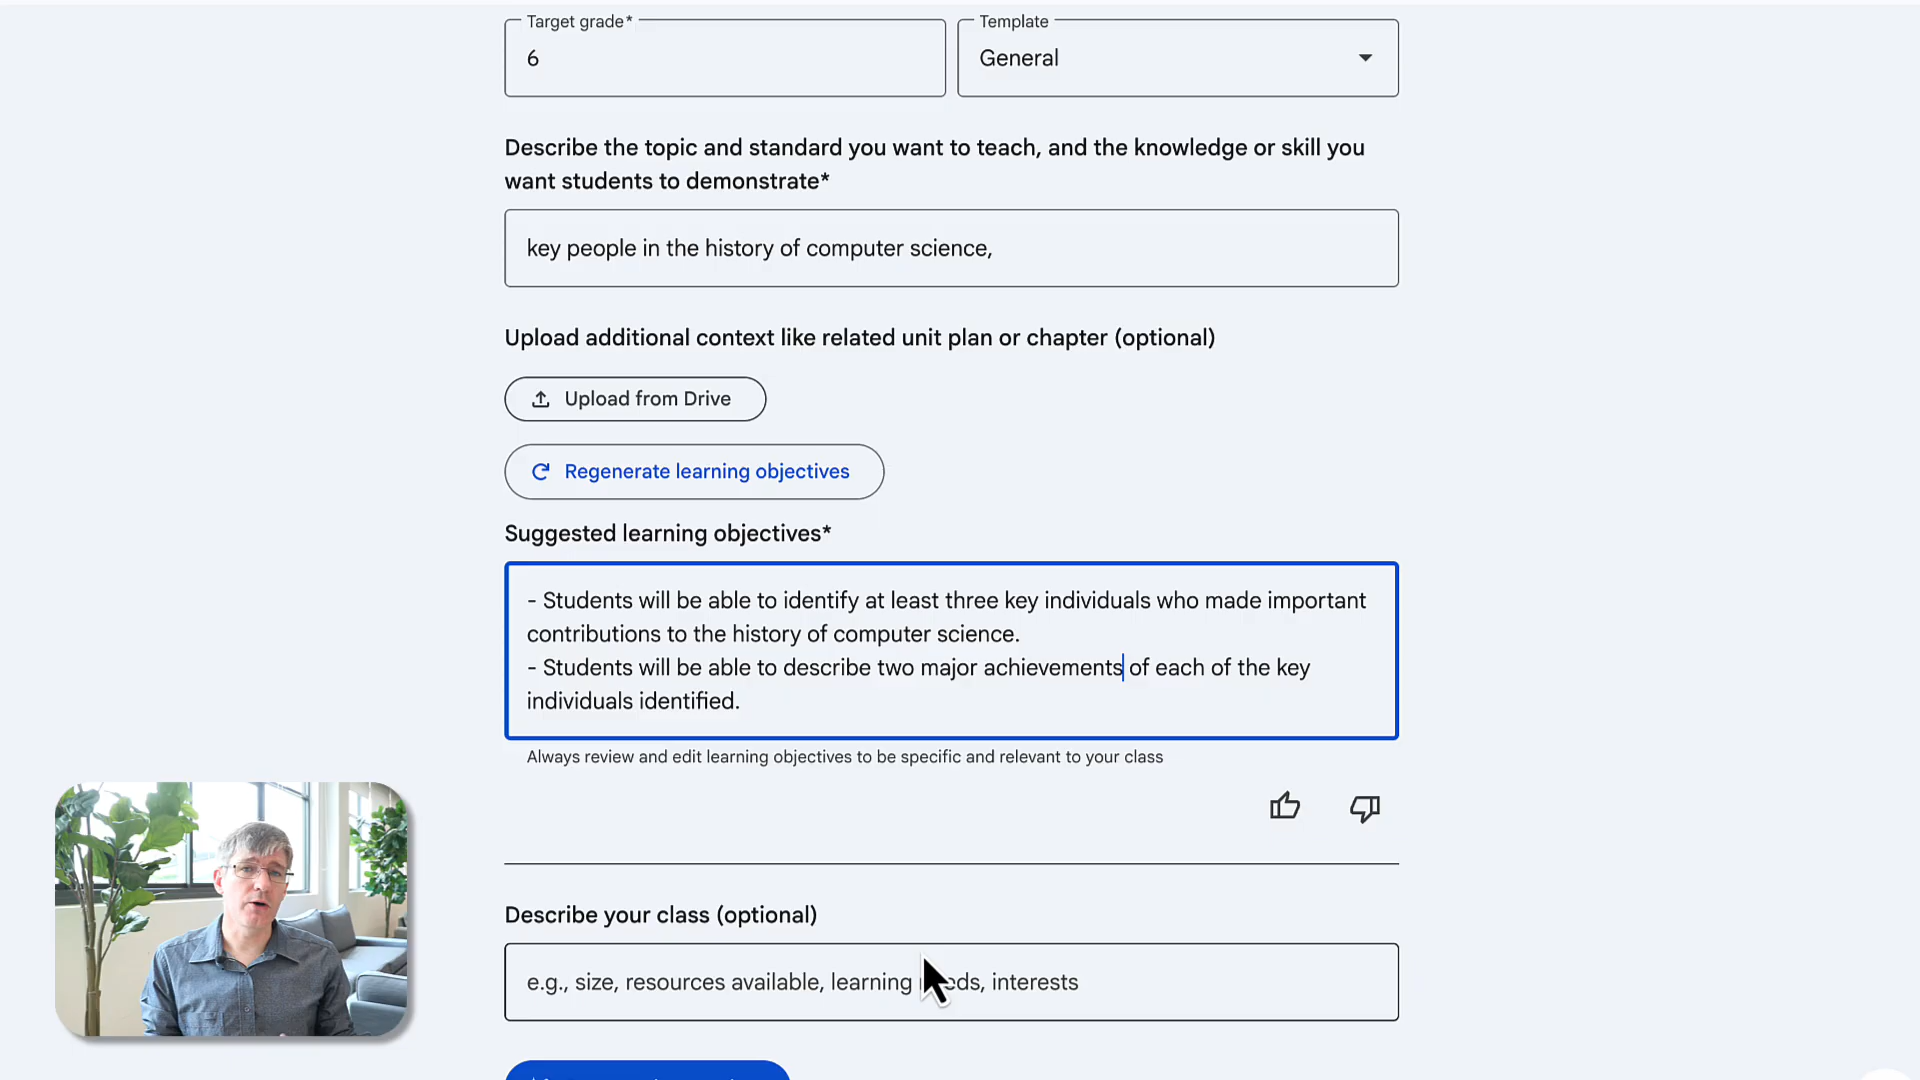 Target grade*
Template
6
General
Describe the topic and standard you want to teach, and the knowledge or skill you
want students to demonstrate*
key people in the history of computer science,
Upload additional context like related unit plan or chapter (optional)
Upload from Drive
Regenerate learning objectives
Suggested learning objectives*
- Students will be able to identify at least three key individuals who made important
contributions to the history of computer science.
- Students will be able to describe two major achievements of each of the key
individuals identified.
Always review and edit learning objectives to be specific and relevant to your class
Describe your class (optional)
e.g., size, resources available, learning interests